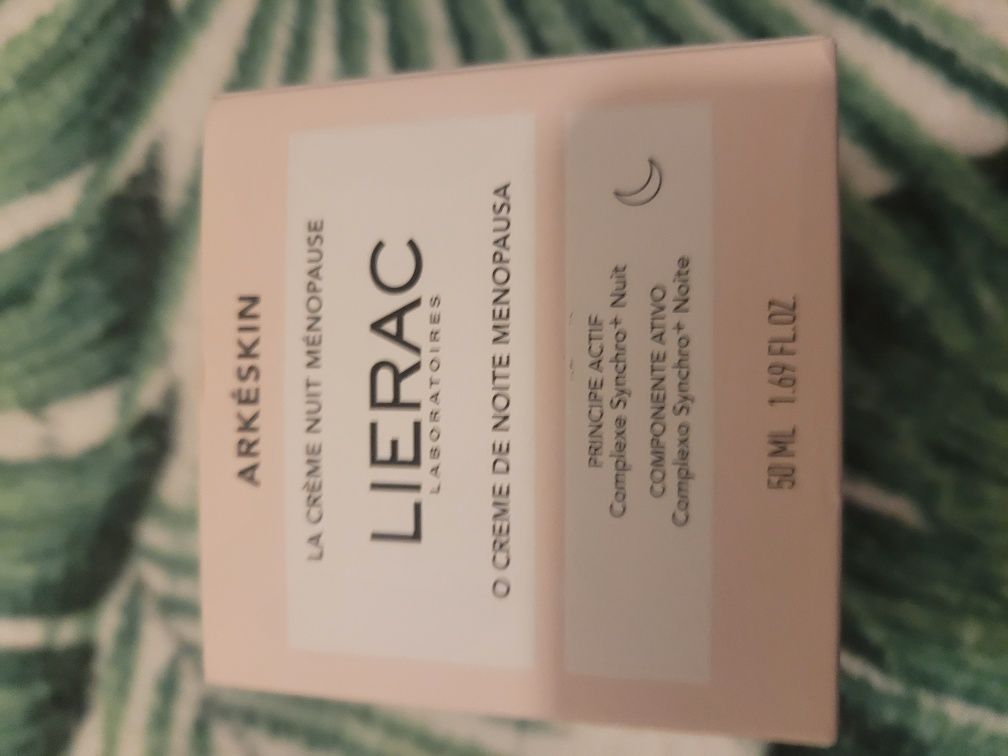 ARKÉSKIN
LA CRÈME NUIT MÉNOPAUSE
LIERAC
LABORATOIRES
O CREME DE NOITE MENOPAUSA
PRINCIPE ACTIF
Complexe Synchro+ Nuit
COMPONENTE ATIVO
Complexo Synchro+ Noite
50 ML 1.69 FL.OZ.